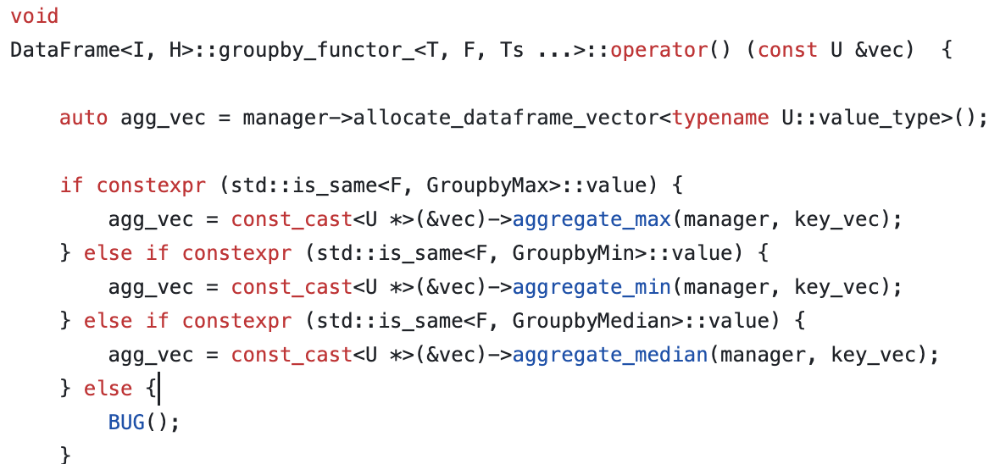 void
DataFrame<I, H>::groupby_functor_<T, F, Ts ...>::operator() (const U &vec)  {
    auto agg_vec = manager->allocate_dataframe_vector<typename U::value_type>();
    if constexpr (std::is_same<F, GroupbyMax>::value) {
        agg_vec = const_cast<U *>(&vec)->aggregate_max(manager, key_vec);
    } else if constexpr (std::is_same<F, GroupbyMin>::value) {
        agg_vec = const_cast<U *>(&vec)->aggregate_min(manager, key_vec);
    } else if constexpr (std::is_same<F, GroupbyMedian>::value) {
        agg_vec = const_cast<U *>(&vec)->aggregate_median(manager, key_vec);
    } else {
        BUG();
    }